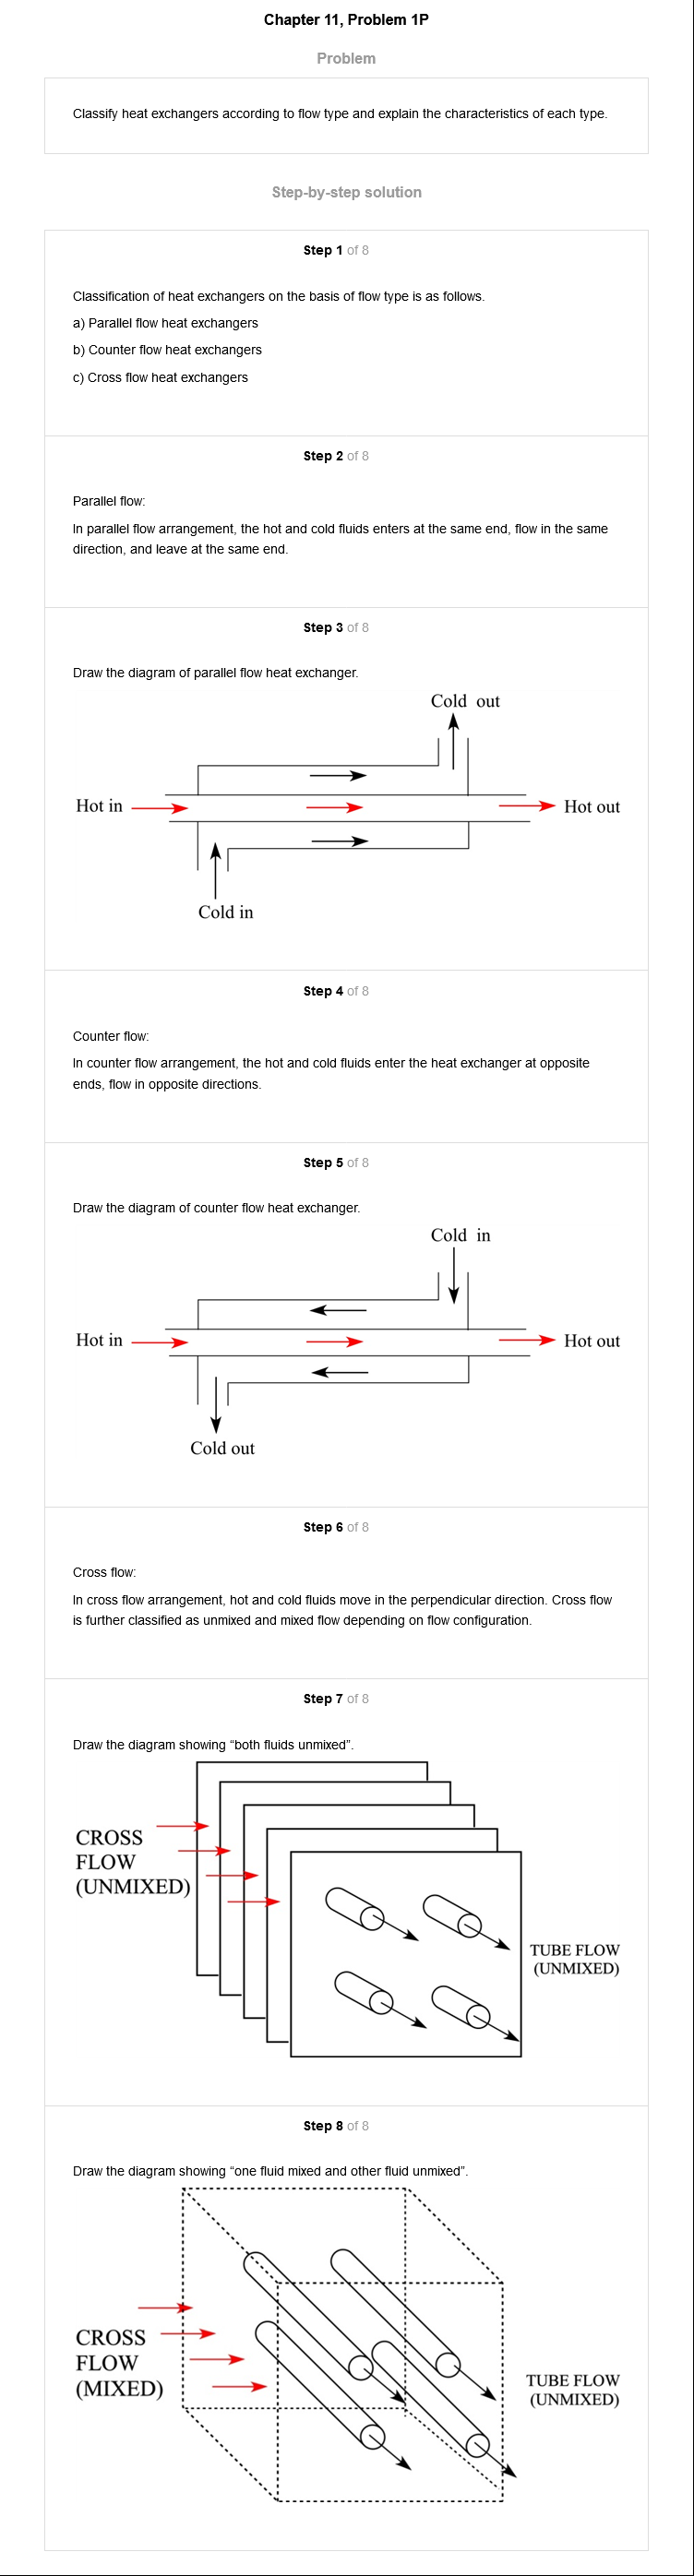 Chapter 11, Problem 1P
Problem
Classify heat exchangers according to flow type and explain the characteristics of each type.
Step-by-step solution
Step 1 of 8
Classification of heat exchangers on the basis of flow type is as follows.
a) Parallel flow heat exchangers
b) Counter flow heat exchangers
c) Cross flow heat exchangers
Step 2 of 8
Parallel flow:
In parallel flow arrangement, the hot and cold fluids enters at the same end, flow in the same
direction, and leave at the same end.
Step 3 of 8
Draw the diagram of parallel flow heat exchanger.
Cold out
Hot in
Hot out
Cold in
Step 4 of 8
Counter flow:
In counter flow arrangement, the hot and cold fluids enter the heat exchanger at opposite
ends, flow in opposite directions.
Step 5 of 8
Draw the diagram of counter flow heat exchanger.
Cold in
Hot in
Hot out
Cold out
Step 6 of 8
Cross flow:
In cross flow arrangement, hot and cold fluids move in the perpendicular direction. Cross flow
is further classified as unmixed and mixed flow depending on flow configuration.
Step 7 of 8
Draw the diagram showing “both fluids unmixed”.
CROSS
FLOW
(UNMIXED)
TUBE FLOW
(UNMIXED)
Step 8 of 8
Draw the diagram showing “one fluid mixed and other fluid unmixed”.
CROSS
FLOW
(MIXED)
TUBE FLOW
(UNMIXED)